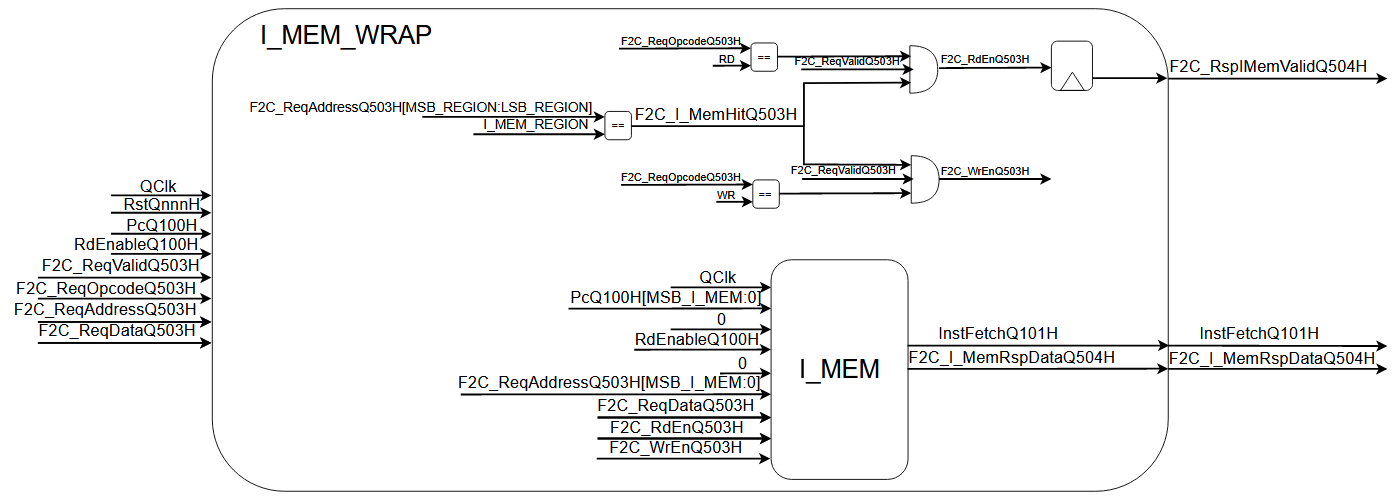 I_MEM_WRAP
F2C_ReqOpcodeQ503H
RD
==
F2C_ReqValidQ503H
F2C_RdEnQ503H
F2C_RspIMemValidQ504H
F2C_ReqAddressQ503H[MSB_REGION:LSB_REGION]
I_MEM_REGION
==
F2C_I_MemHitQ503H
F2C_ReqValidQ503H
F2C_WrEnQ503H
F2C_ReqOpcodeQ503H
WR
==
QClk
RstQnnnH
PcQ100H
RdEnableQ100H
F2C_ReqValidQ503H
F2C_ReqOpcodeQ503H
F2C_ReqAddressQ503H
F2C_ReqDataQ503H
QClk
PcQ100H[MSB_I_MEM:0]
0
RdEnableQ100H
0
F2C_ReqAddressQ503H[MSB_I_MEM:0]
F2C_ReqDataQ503H
F2C_RdEnQ503H
F2C_WrEnQ503H
I_MEM
InstFetchQ101H
F2C_I_MemRspDataQ504H
InstFetchQ101H
F2C_I_MemRspDataQ504H